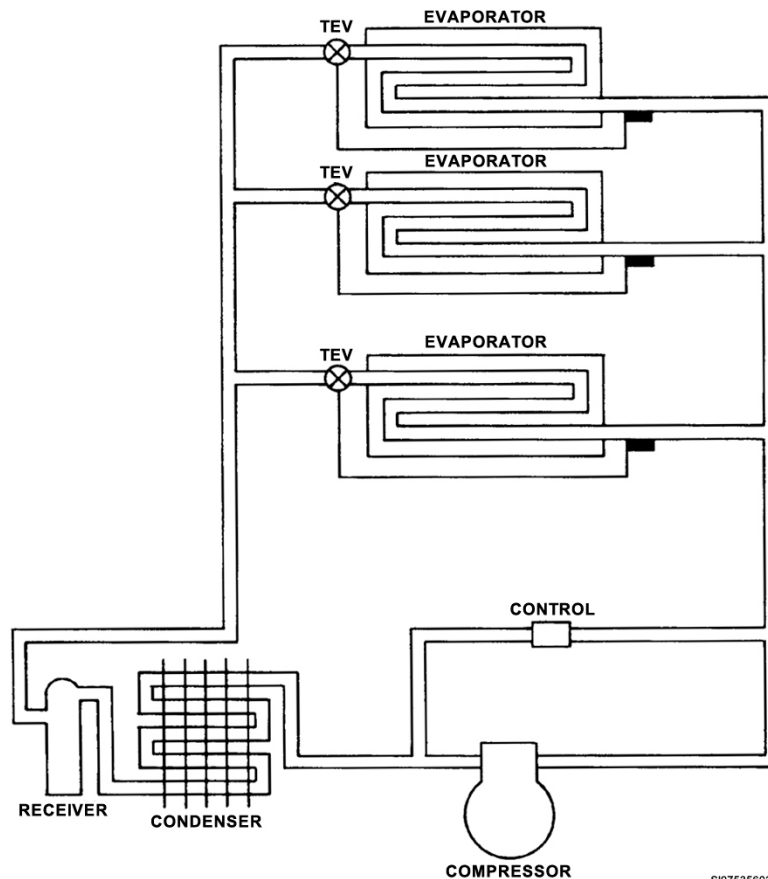 EVAPORATOR
TEV
EVAPORATOR
TEV
EVAPORATOR
TEV
CONTROL
RECEIVER
CONDENSER
COMPRESSOR